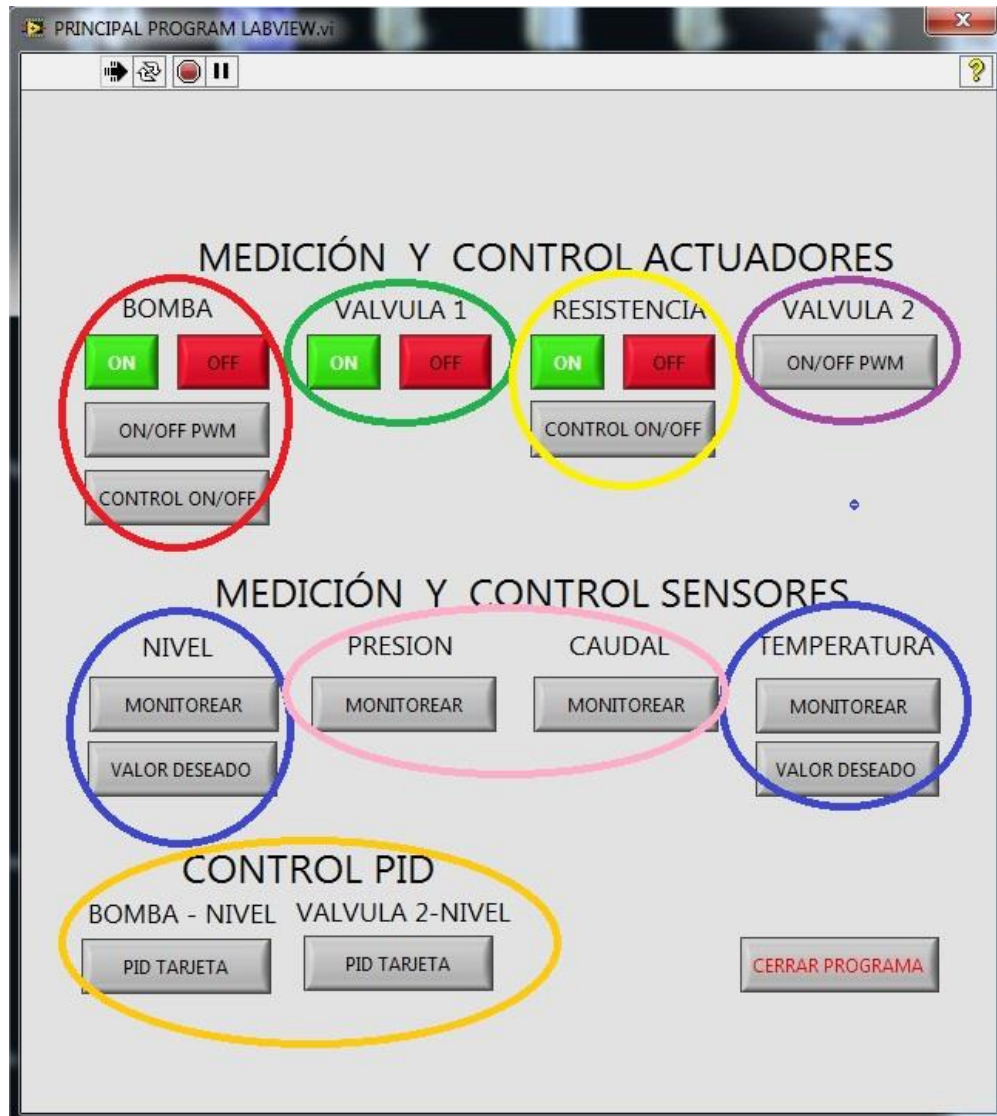 PRINCIPAL PROGRAM LABVIEW.vi
MEDICIÓN Y CONTROL ACTUADORES
BOMBA VALVULA 1 RESISTENCIA VALVULA 2
ON OFF ON OFF ON OFF ON/OFF PWM
ON/OFF PWM CONTROL ON/OFF
CONTROL ON/OFF
MEDICIÓN Y CONTROL SENSORES
NIVEL PRESION CAUDAL TEMPERATURA
MONITOREAR MONITOREAR MONITOREAR MONITOREAR
VALOR DESEADO VALOR DESEADO
CONTROL PID
BOMBA - NIVEL VALVULA 2-NIVEL
PID TARJETA PID TARJETA CERRAR PROGRAMA